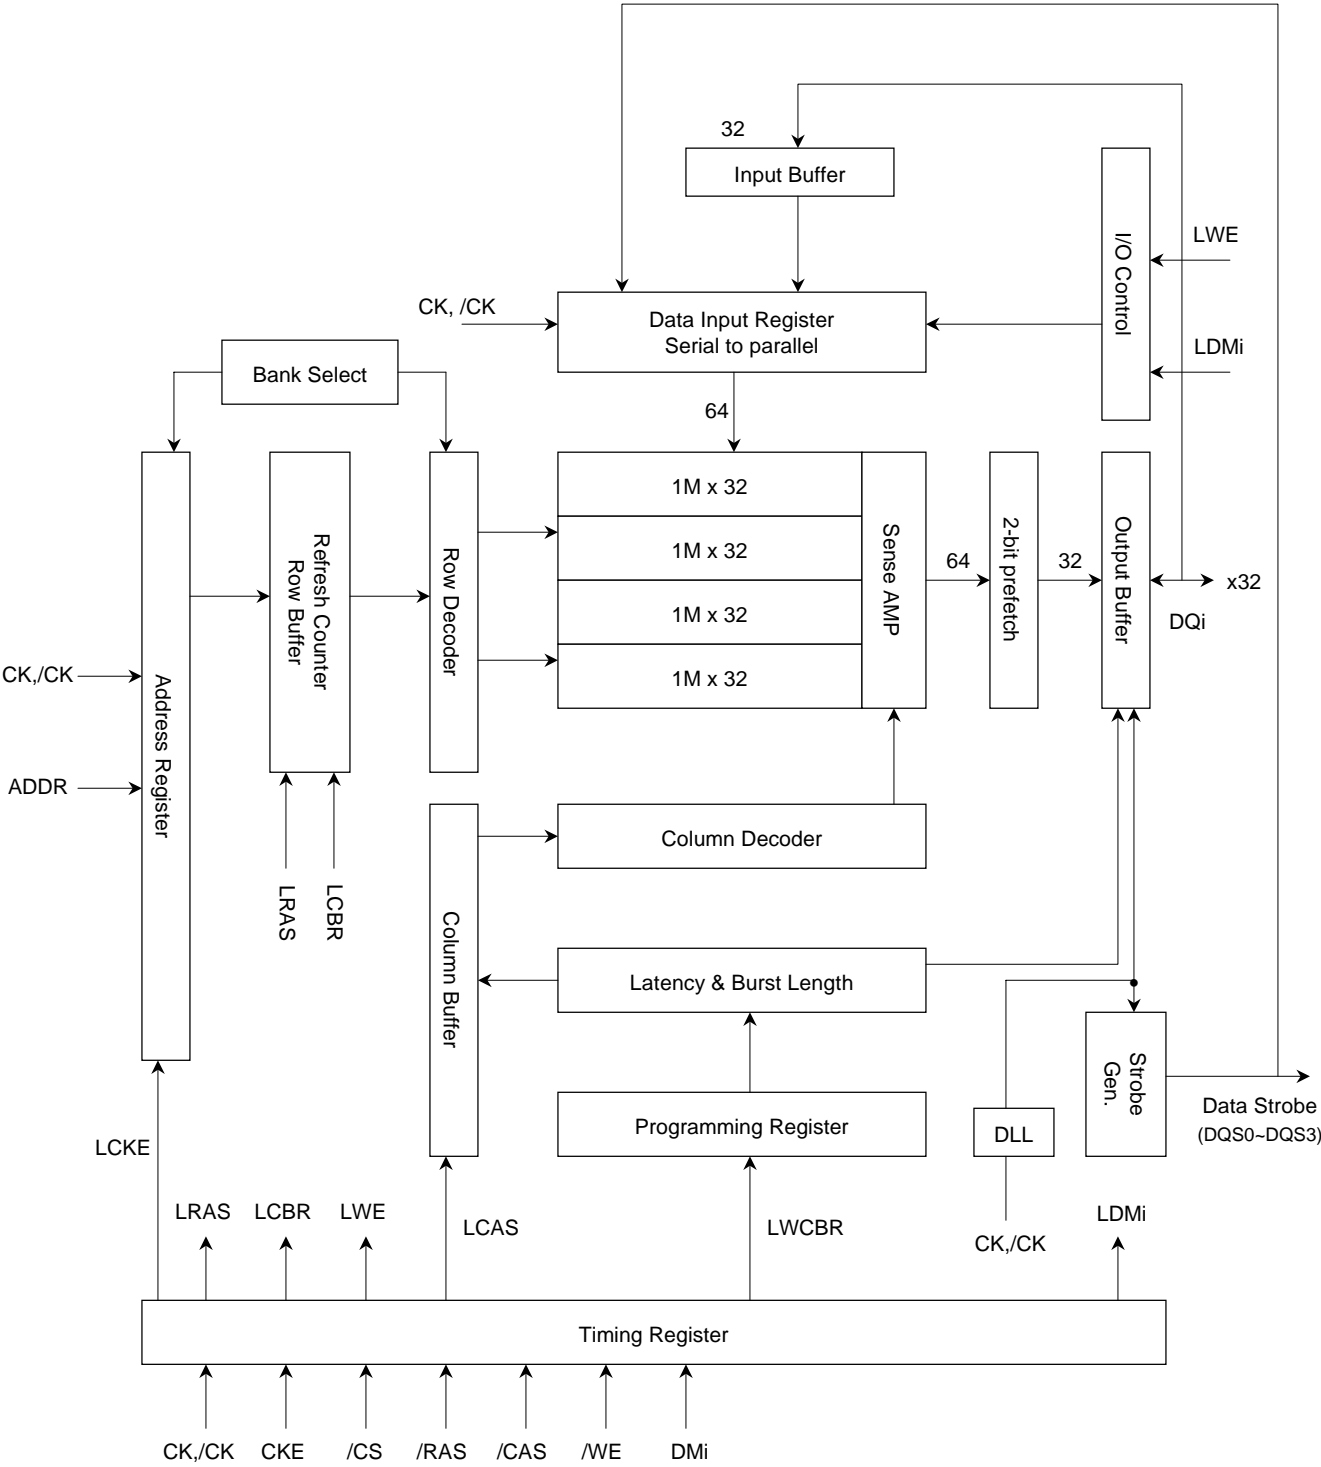 32
Input Buffer
I/O Control
LWE
LDMi
CK, /CK
Data Input Register
Serial to parallel
Bank Select
64
Address Register
Refresh Counter
Row Buffer
Row Decoder
1M x 32
1M x 32
1M x 32
1M x 32
Sense AMP
64
2-bit prefetch
32
Output Buffer
x32
DQi
CK,/CK
ADDR
LRAS
LCBR
Column Buffer
Column Decoder
Latency & Burst Length
Programming Register
DLL
CK,/CK
Strobe
Gen.
Data Strobe
(DQS0~DQS3)
LCKE
LRAS
LCBR
LWE
LCAS
LWCBR
LDMi
Timing Register
CK,/CK
CKE
/CS
/RAS
/CAS
/WE
DMi